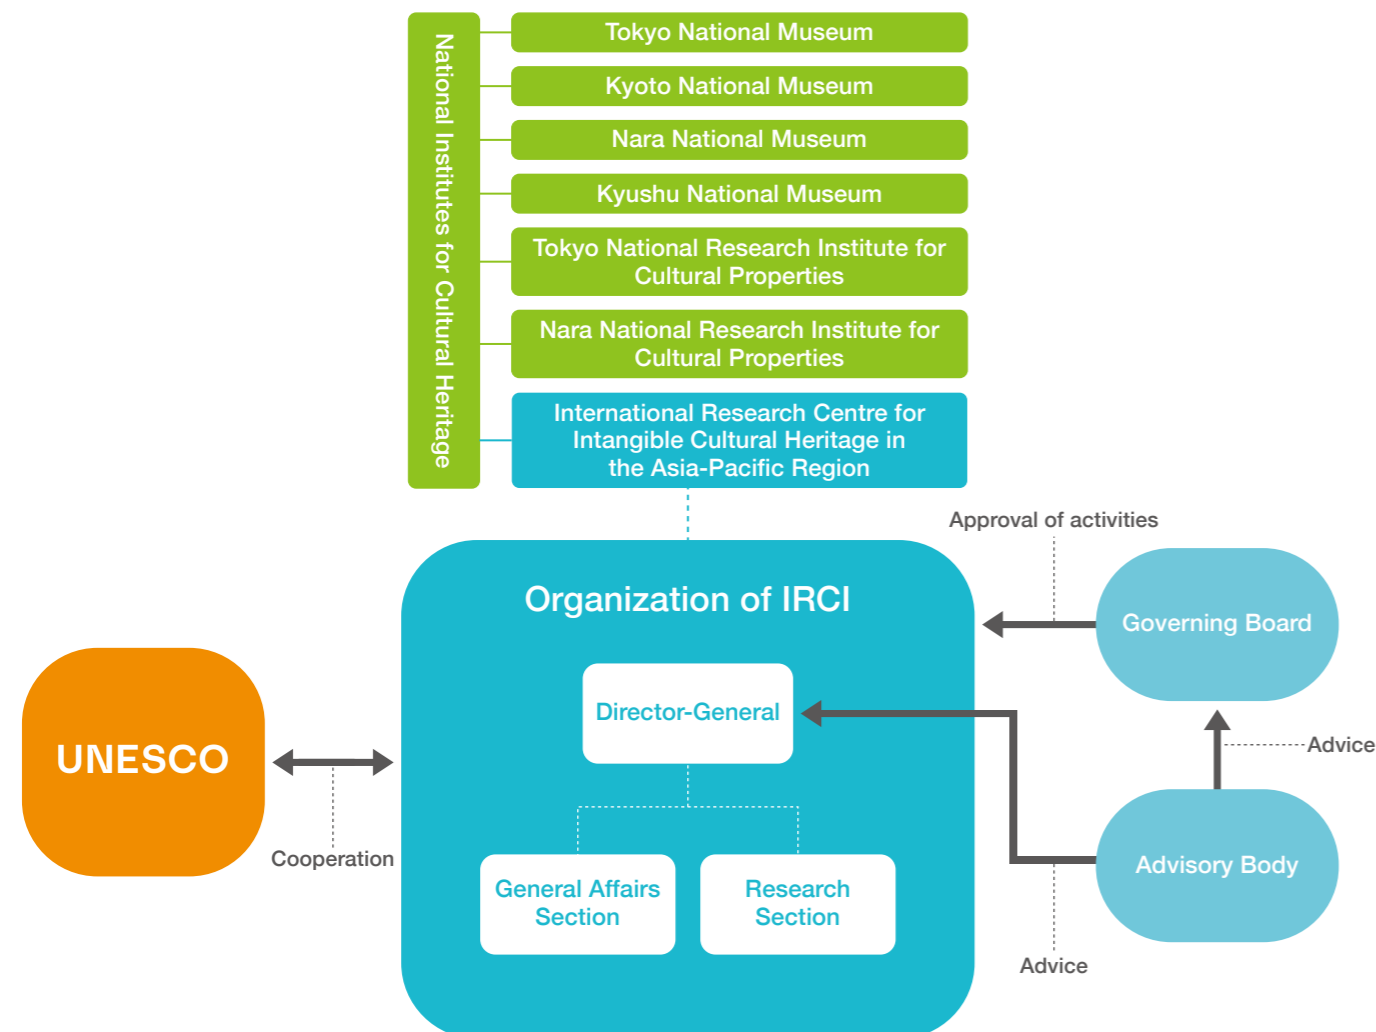 National Institutes for Cultural Heritage
Tokyo National Museum
Kyoto National Museum
Nara National Museum
Kyushu National Museum
Tokyo National Research Institute for
Cultural Properties
Nara National Research Institute for
Cultural Properties
International Research Centre for
Intangible Cultural Heritage in
the Asia-Pacific Region
Approval of activities
Organization of IRCI
Governing Board
Director-General
UNESCO
Advice
Cooperation
Advisory Body
General Affairs
Section
Research
Section
Advice